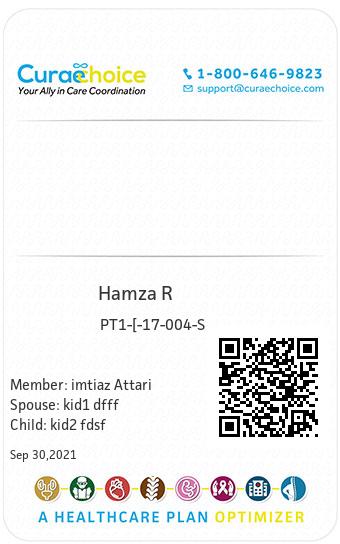 Curaechoice
Your Ally in Care Coordination
1-800-646-9823
support@curaechoice.com
Hamza R
PT1-[-17-004-S
Member: imtiaz Attari
Spouse: kid1 dfff
Child: kid2 fdsf
Sep 30,2021
A HEALTHCARE PLAN OPTIMIZER